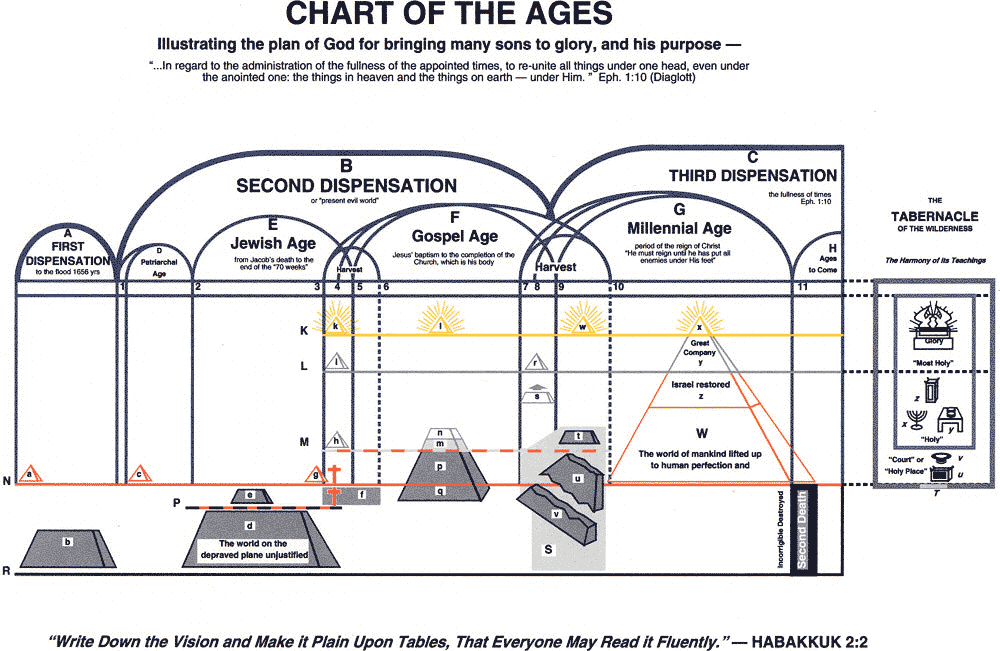 CHART OF THE AGES
Illustrating the plan of God for bringing many sons to glory, and his purpose —
“...In regard to the administration of the fullness of the appointed times, to re-unite all things under one head, even under
the anointed one: the things in heaven and the things on earth — under Him. ” Eph. 1:10 (Diaglott)
A
FIRST
DISPENSATION
to the flood 1656 yrs
B
SECOND DISPENSATION
or "present evil world"
C
THIRD DISPENSATION
the fullness of times
Eph. 1:10
D
Patriarchal
Age
E
Jewish Age
from Jacob's death to the
end of the "70 weeks"
Harvest
F
Gospel Age
Jesus' baptism to the completion of the
Church, which is his body
Harvest
G
Millennial Age
period of the reign of Christ
"He must reign until he has put all
enemies under His feet"
H
Ages
to Come
THE
TABERNACLE
OF THE WILDERNESS
The Harmony of its Teachings
1 2 3 4 5 6 7 8 9 10 11
K
k
l
w
x
Great
Company
y
Glory
"Most Holy"
L
l
r
s
Israel restored
z
z
x
"Holy"
M
h
n
m
t
W
The world of mankind lifted up
to human perfection and
"Court" or
"Holy Place"
v
u
T
N
a
c
g
p
q
u
P
e
f
v
S
b
d
The world on the
depraved plane unjustified
Incorrigible Destroyed
Second Death
R
“Write Down the Vision and Make it Plain Upon Tables, That Everyone May Read it Fluently.” — HABAKKUK 2:2